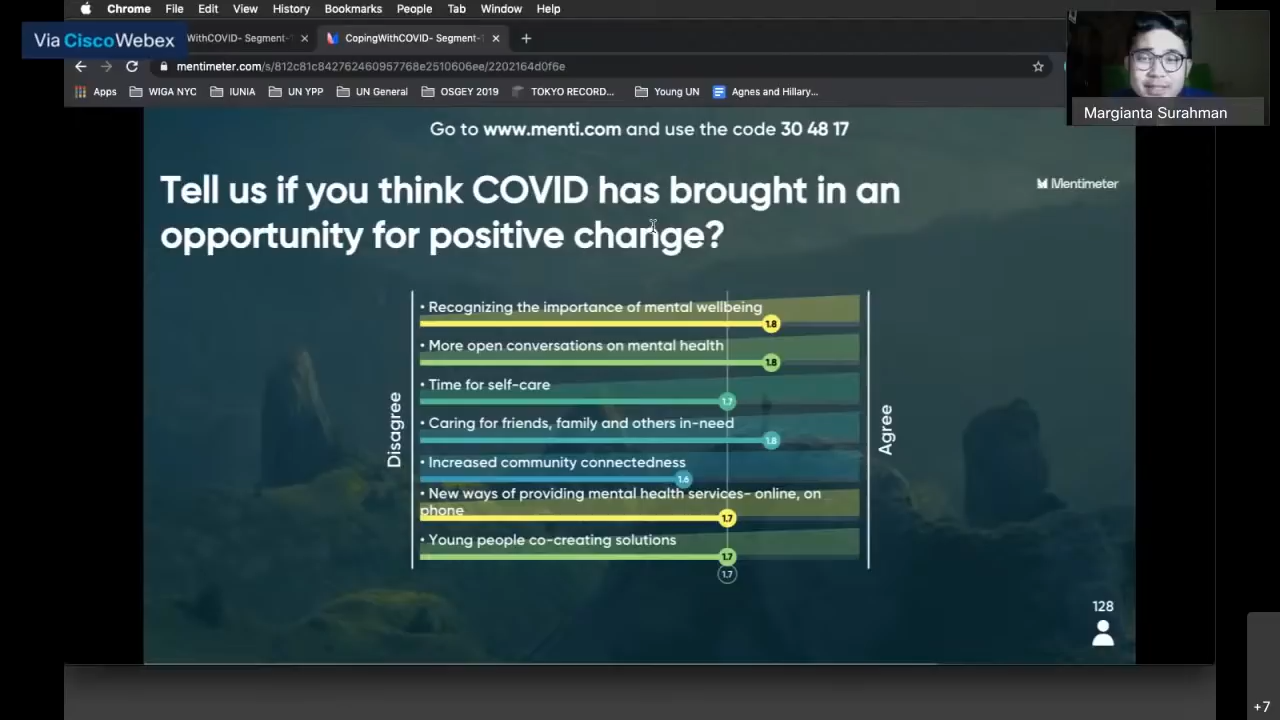 Chrome File Edit View History Bookmarks People Tab Window Help
Via CiscoWebex
WithCOVID- Segment- CopingWithCOVID- Segment-
mentimeter.com/s/812c81c842762460957768e2510606ee/2202164d0f6e
Apps WIGA NYC IUNIA UN YPP UN General OSGEY 2019 TOKYO RECORD... Young UN Agnes and Hillary...
Margianta Surahman
Go to www.menti.com and use the code 30 48 17
Mentimeter
Tell us if you think COVID has brought in an
opportunity for positive change?
Disagree
• Recognizing the importance of mental wellbeing
1.8
• More open conversations on mental health
1.8
• Time for self-care
1.7
• Caring for friends, family and others in-need
1.8
• Increased community connectedness
1.6
• New ways of providing mental health services- online, on
phone
1.7
• Young people co-creating solutions
1.7
1.7
Agree
128
+7